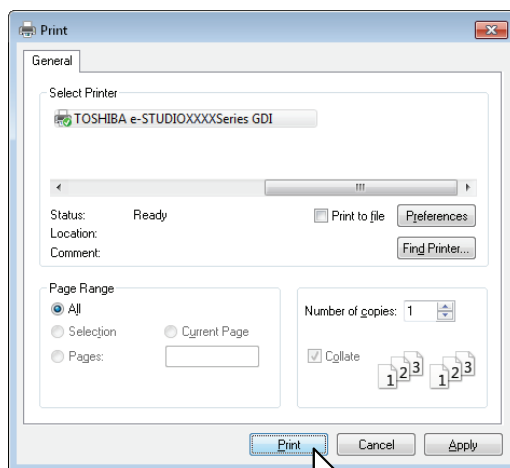 Print
General
Select Printer
TOSHIBA e-STUDIOXXXXSeries GDI
Status: Ready
Location:
Comment:
Print to file
Preferences
Find Printer...
Page Range
All
Selection
Current Page
Pages:
Number of copies: 1
Collate
1 2 3 1 2 3
Print Cancel Apply